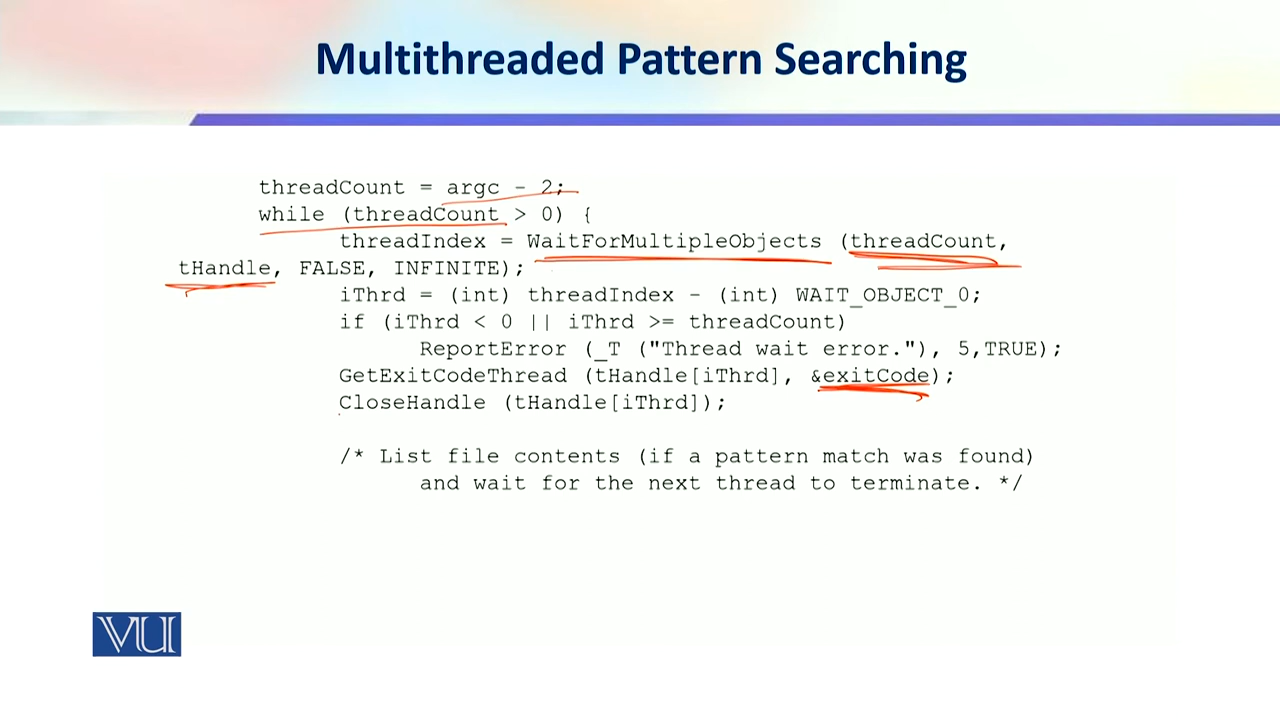 Multithreaded Pattern Searching
threadCount = argc - 2;
while (threadCount > 0) {
threadIndex = WaitForMultipleObjects (threadCount,
tHandle, FALSE, INFINITE);
iThrd = (int) threadIndex - (int) WAIT_OBJECT_0;
if (iThrd < 0 || iThrd >= threadCount)
ReportError (_T ("Thread wait error."), 5,TRUE);
GetExitCodeThread (tHandle[iThrd], &exitCode);
CloseHandle (tHandle[iThrd]);
/* List file contents (if a pattern match was found)
and wait for the next thread to terminate. */
VU